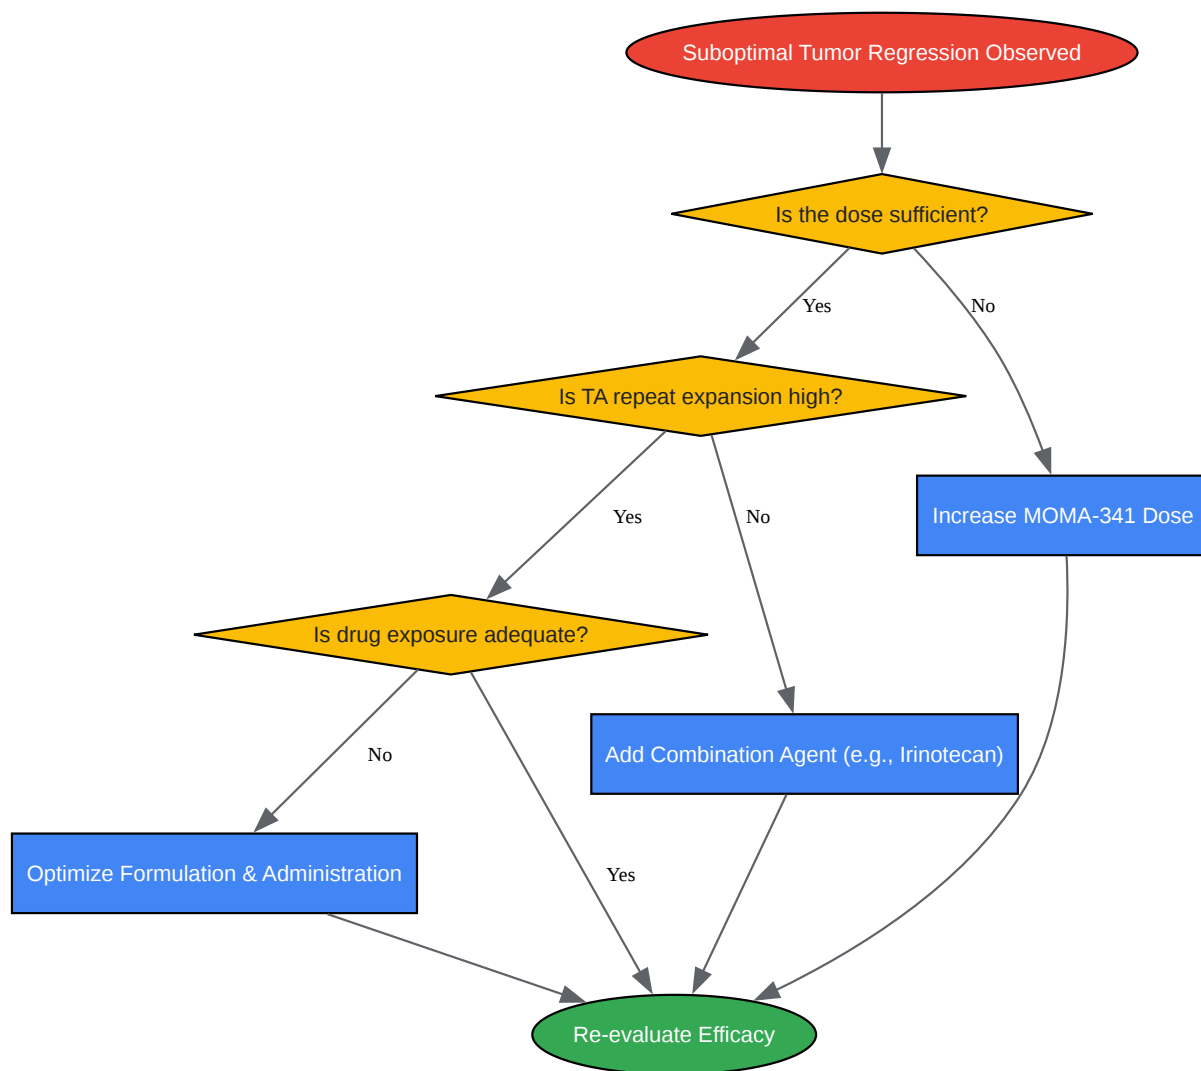 Suboptimal Tumor Regression Observed
Is the dose sufficient?
Yes
No
Is TA repeat expansion high?
Increase MOMA-341 Dose
Yes
No
Is drug exposure adequate?
Add Combination Agent (e.g., Irinotecan)
No
Optimize Formulation & Administration
Yes
Re-evaluate Efficacy